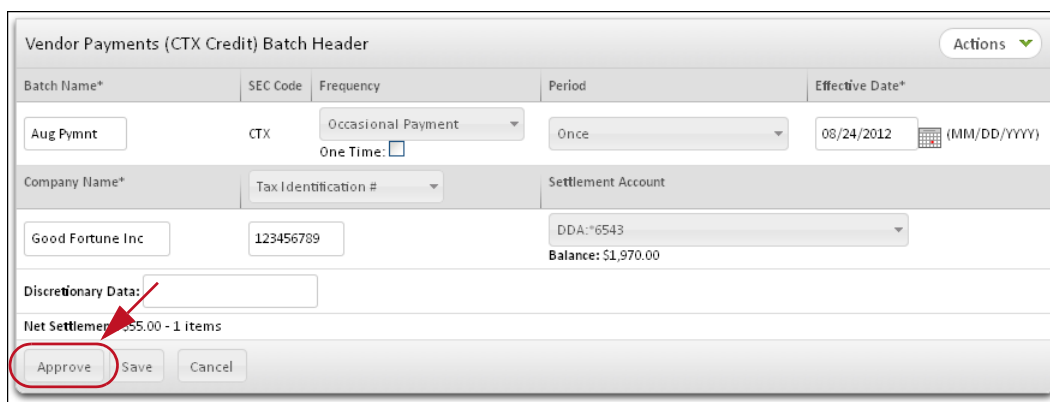 Vendor Payments (CTX Credit) Batch Header
Actions
Batch Name* SEC Code Frequency Period Effective Date*
Aug Pymnt CTX Occasional Payment Once 08/24/2012 (MM/DD/YYYY)
One Time:
Company Name* Tax Identification # Settlement Account
Good Fortune Inc 123456789 DDA:*6543
Balance: $1,970.00
Discretionary Data:
Net Settlement 55.00 - 1 items
Approve Save Cancel